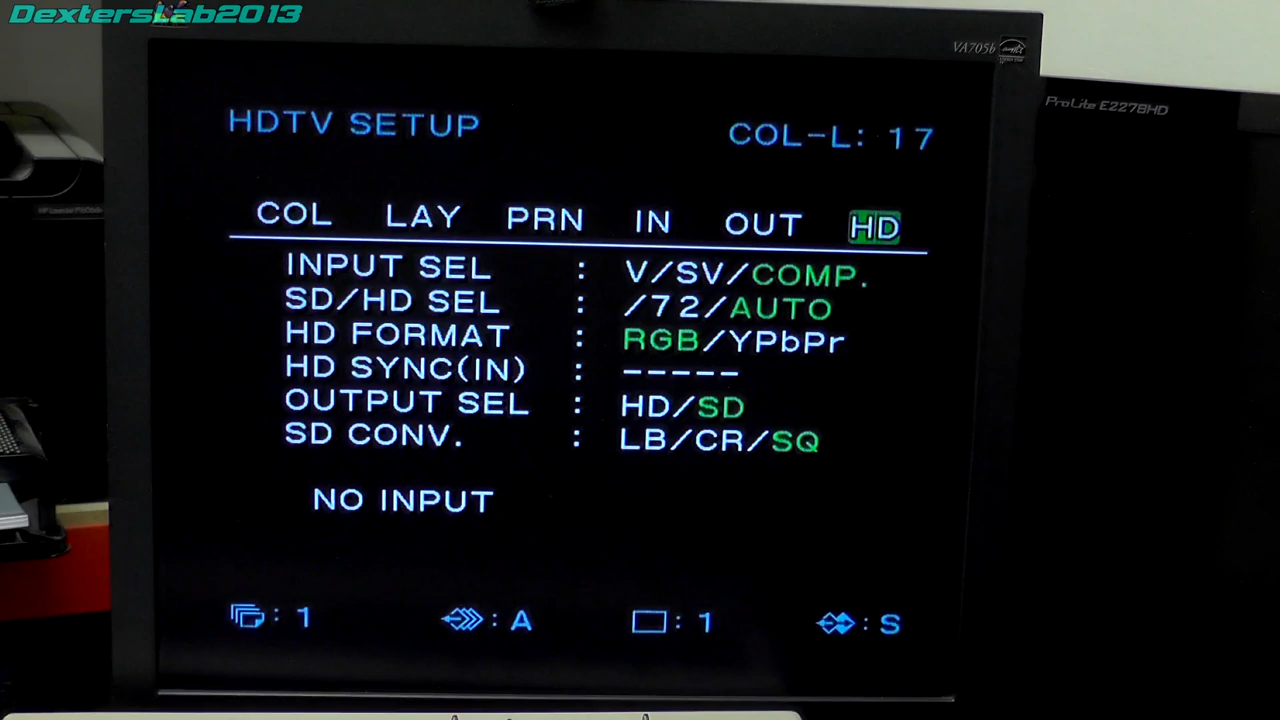 DextersLab2013
VA705b
ProLite E2278HD
HDTV SETUP
COL-L: 17
COL LAY PRN IN OUT HD
INPUT SEL : V/SV/COMP.
SD/HD SEL : /72/AUTO
HD FORMAT : RGB/YPbPr
HD SYNC(IN) : -----
OUTPUT SEL : HD/SD
SD CONV. : LB/CR/SQ
NO INPUT
: 1 : A : 1 : S